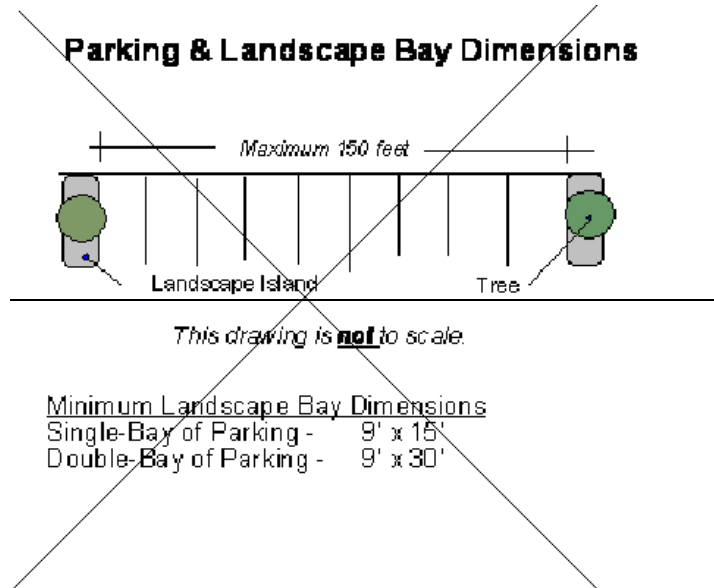 Parking & Landscape Bay Dimensions
Maximum 150 feet
Landscape Island
Tree
This drawing is not to scale.
Minimum Landscape Bay Dimensions
Single-Bay of Parking - 9' x 15'
Double-Bay of Parking - 9' x 30'